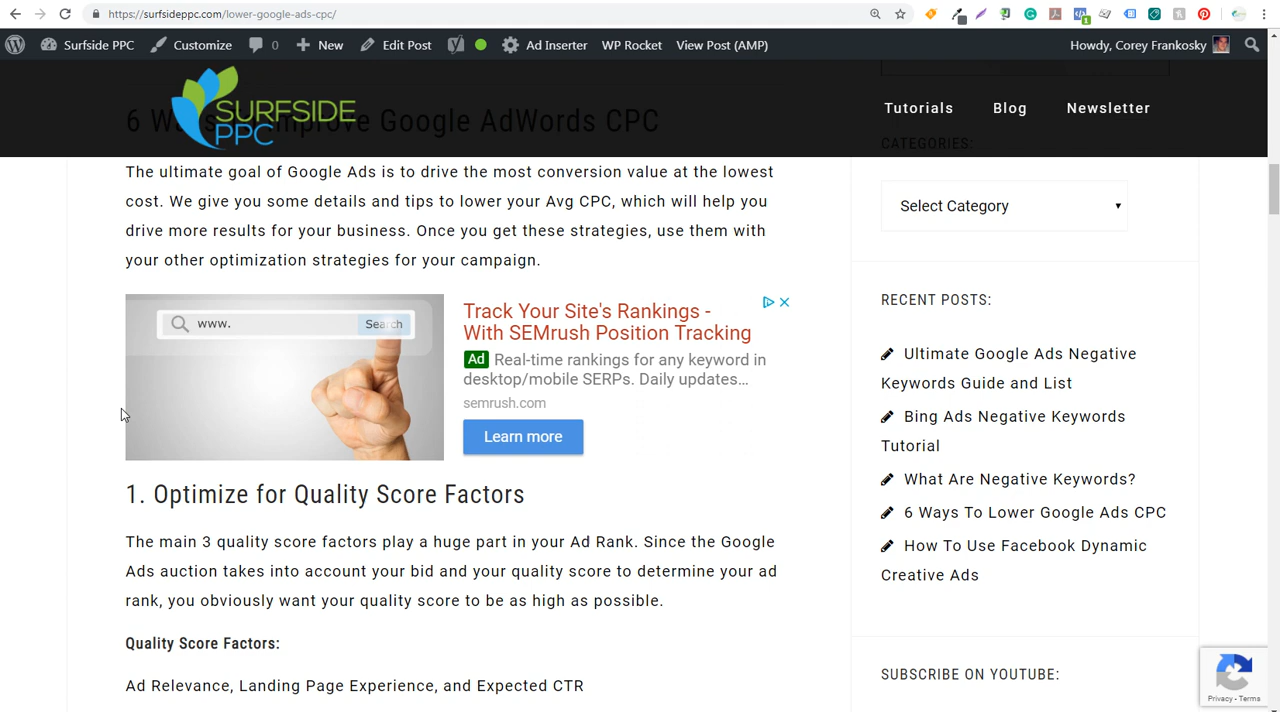 https://surfsideppc.com/lower-google-ads-cpc/
Surfside PPC
Customize
0
New
Edit Post
Ad Inserter
WP Rocket
View Post (AMP)
Howdy, Corey Frankosky
SURFSIDE
PPC
Tutorials
Blog
Newsletter
6 Ways To Improve Google AdWords CPC
CATEGORIES:
The ultimate goal of Google Ads is to drive the most conversion value at the lowest
cost. We give you some details and tips to lower your Avg CPC, which will help you
drive more results for your business. Once you get these strategies, use them with
your other optimization strategies for your campaign.
Select Category
www.
Search
Track Your Site's Rankings -
With SEMrush Position Tracking
Ad Real-time rankings for any keyword in
desktop/mobile SERPs. Daily updates...
semrush.com
Learn more
RECENT POSTS:
Ultimate Google Ads Negative
Keywords Guide and List
Bing Ads Negative Keywords
Tutorial
What Are Negative Keywords?
6 Ways To Lower Google Ads CPC
How To Use Facebook Dynamic
Creative Ads
1. Optimize for Quality Score Factors
The main 3 quality score factors play a huge part in your Ad Rank. Since the Google
Ads auction takes into account your bid and your quality score to determine your ad
rank, you obviously want your quality score to be as high as possible.
Quality Score Factors:
Ad Relevance, Landing Page Experience, and Expected CTR
SUBSCRIBE ON YOUTUBE:
Privacy - Terms